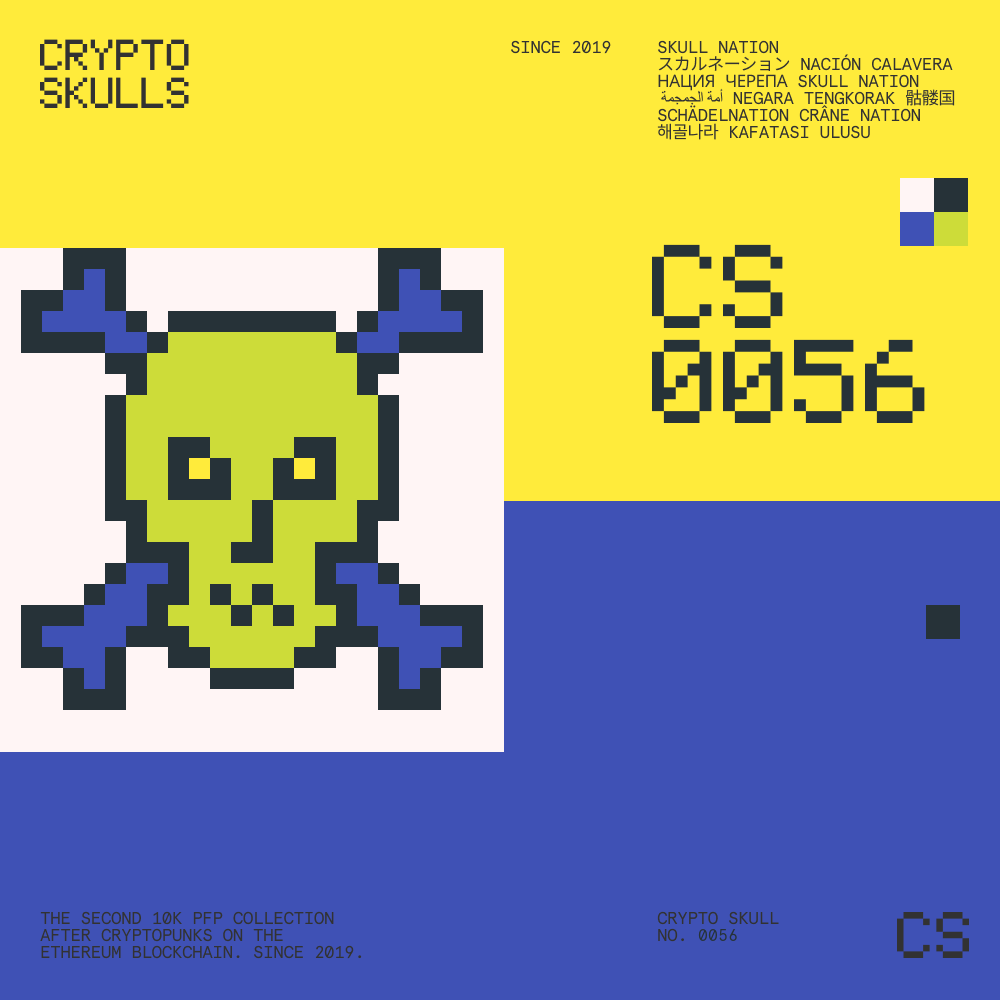 CRYPTO
SKULLS
SINCE 2019
SKULL NATION
スカルネーション NACIÓN CALAVERA
НАЦИЯ ЧЕРЕПА SKULL NATION
أمة الجمجمة NEGARA TENGKORAK 骷髅国
SCHÄDELNATION CRÂNE NATION
해골나라 KAFATASI ULUSU
CS
0056
THE SECOND 10K PFP COLLECTION
AFTER CRYPTOPUNKS ON THE
ETHEREUM BLOCKCHAIN. SINCE 2019.
CRYPTO SKULL
NO. 0056
CS